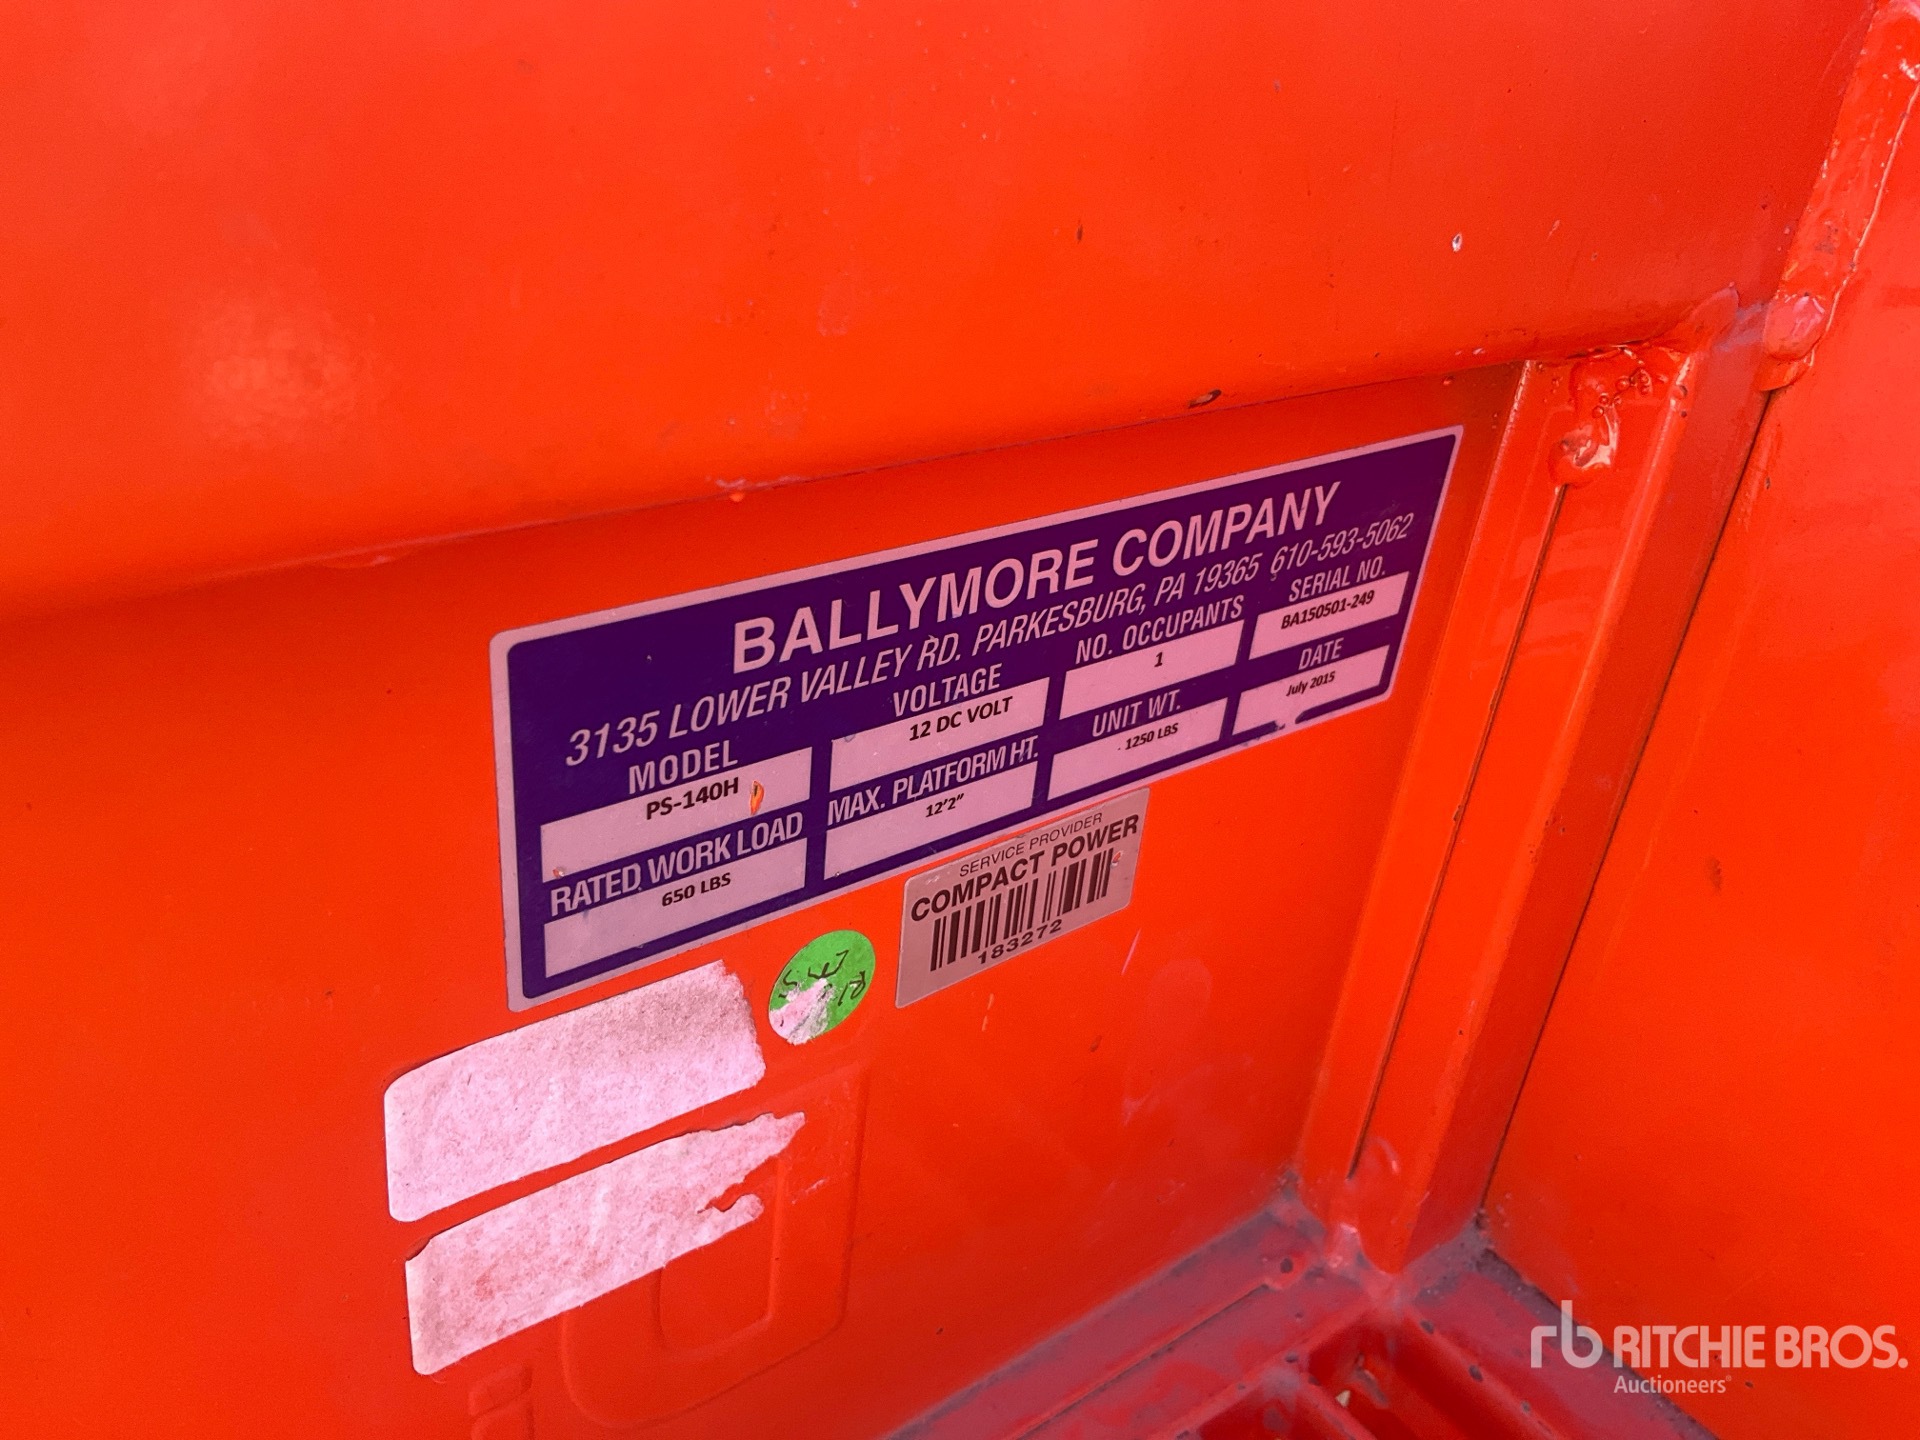 BALLYMORE COMPANY
3135 LOWER VALLEY RD. PARKESBURG, PA 19365 610-593-5062
MODEL VOLTAGE NO. OCCUPANTS SERIAL NO.
PS-140H 12 DC VOLT 1 BA150501-249
RATED WORK LOAD MAX. PLATFORM HT. UNIT WT. DATE
650 LBS 12'2" 1250 LBS July 2015
SERVICE PROVIDER
COMPACT POWER
183272
rb RITCHIE BROS.
Auctioneers